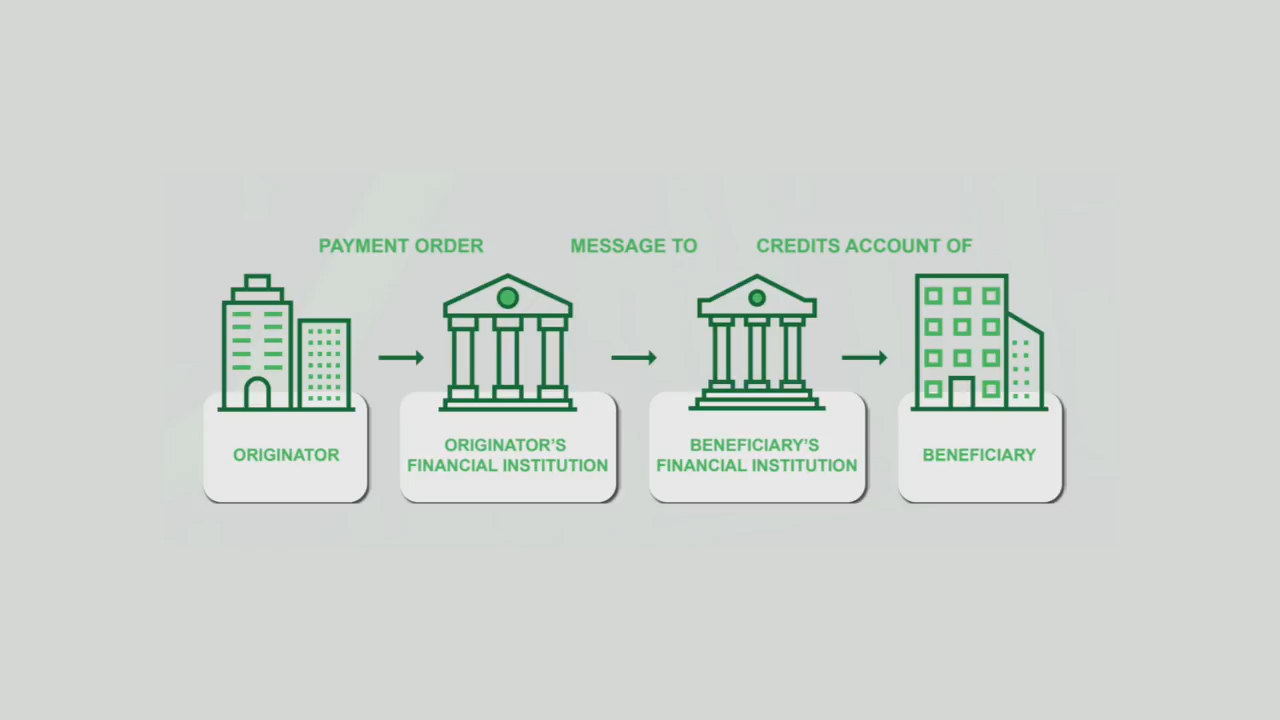 PAYMENT ORDER
MESSAGE TO
CREDITS ACCOUNT OF
ORIGINATOR
ORIGINATOR’S
FINANCIAL INSTITUTION
BENEFICIARY’S
FINANCIAL INSTITUTION
BENEFICIARY